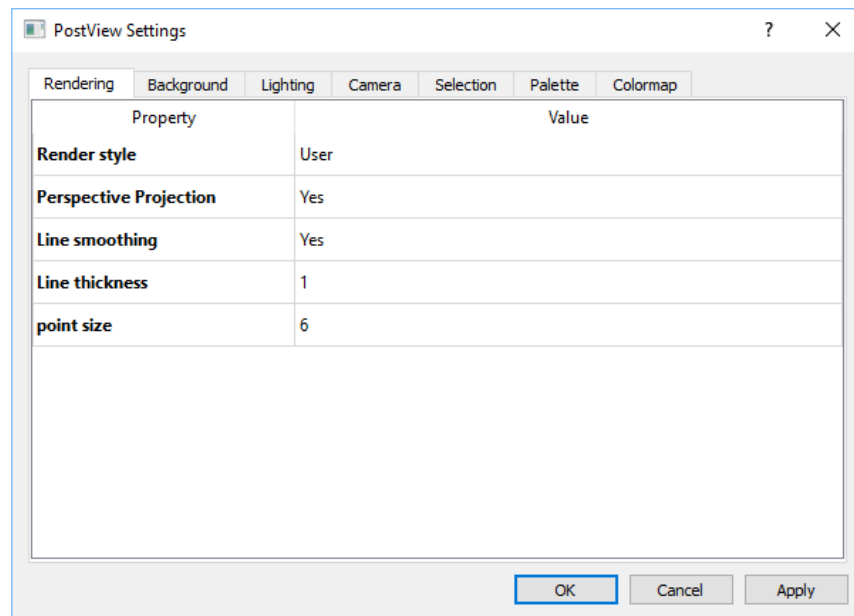 PostView Settings ?
Rendering Background Lighting Camera Selection Palette Colormap
Property Value
Render style User
Perspective Projection Yes
Line smoothing Yes
Line thickness 1
point size 6
OK Cancel Apply